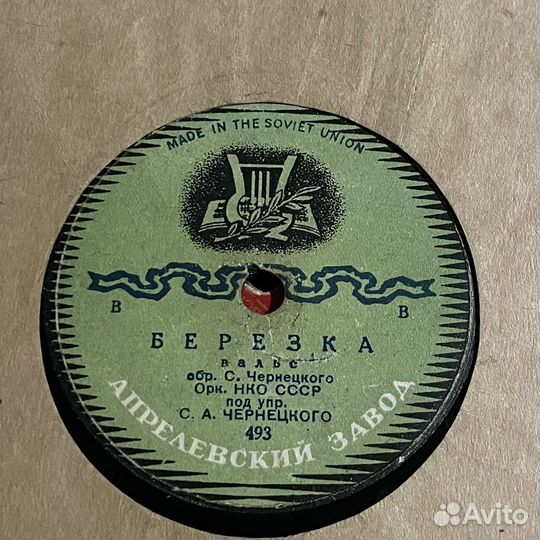 MADE IN THE SOVIET UNION
В В
БЕРЕЗКА
вальс
обр. С. Чернецкого
Орк. НКО СССР
под упр.
С. А. ЧЕРНЕЦКОГО
493
АПРЕЛЕВСКИЙ ЗАВОД
Avito